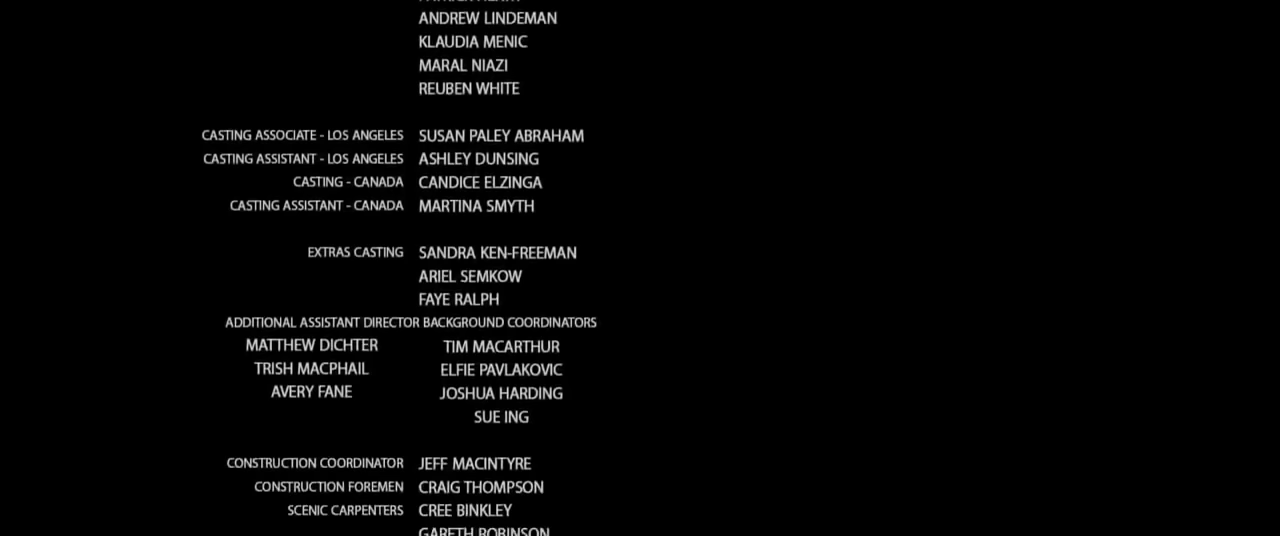 ANDREW LINDEMAN
KLAUDIA MENIC
MARAL NIAZI
REUBEN WHITE
CASTING ASSOCIATE - LOS ANGELES SUSAN PALEY ABRAHAM
CASTING ASSISTANT - LOS ANGELES ASHLEY DUNSING
CASTING - CANADA CANDICE ELZINGA
CASTING ASSISTANT - CANADA MARTINA SMYTH
EXTRAS CASTING SANDRA KEN-FREEMAN
ARIEL SEMKOW
FAYE RALPH
ADDITIONAL ASSISTANT DIRECTOR BACKGROUND COORDINATORS
MATTHEW DICHTER TIM MACARTHUR
TRISH MACPHAIL ELFIE PAVLAKOVIC
AVERY FANE JOSHUA HARDING
SUE ING
CONSTRUCTION COORDINATOR JEFF MACINTYRE
CONSTRUCTION FOREMEN CRAIG THOMPSON
SCENIC CARPENTERS CREE BINKLEY
GARETH ROBINSON